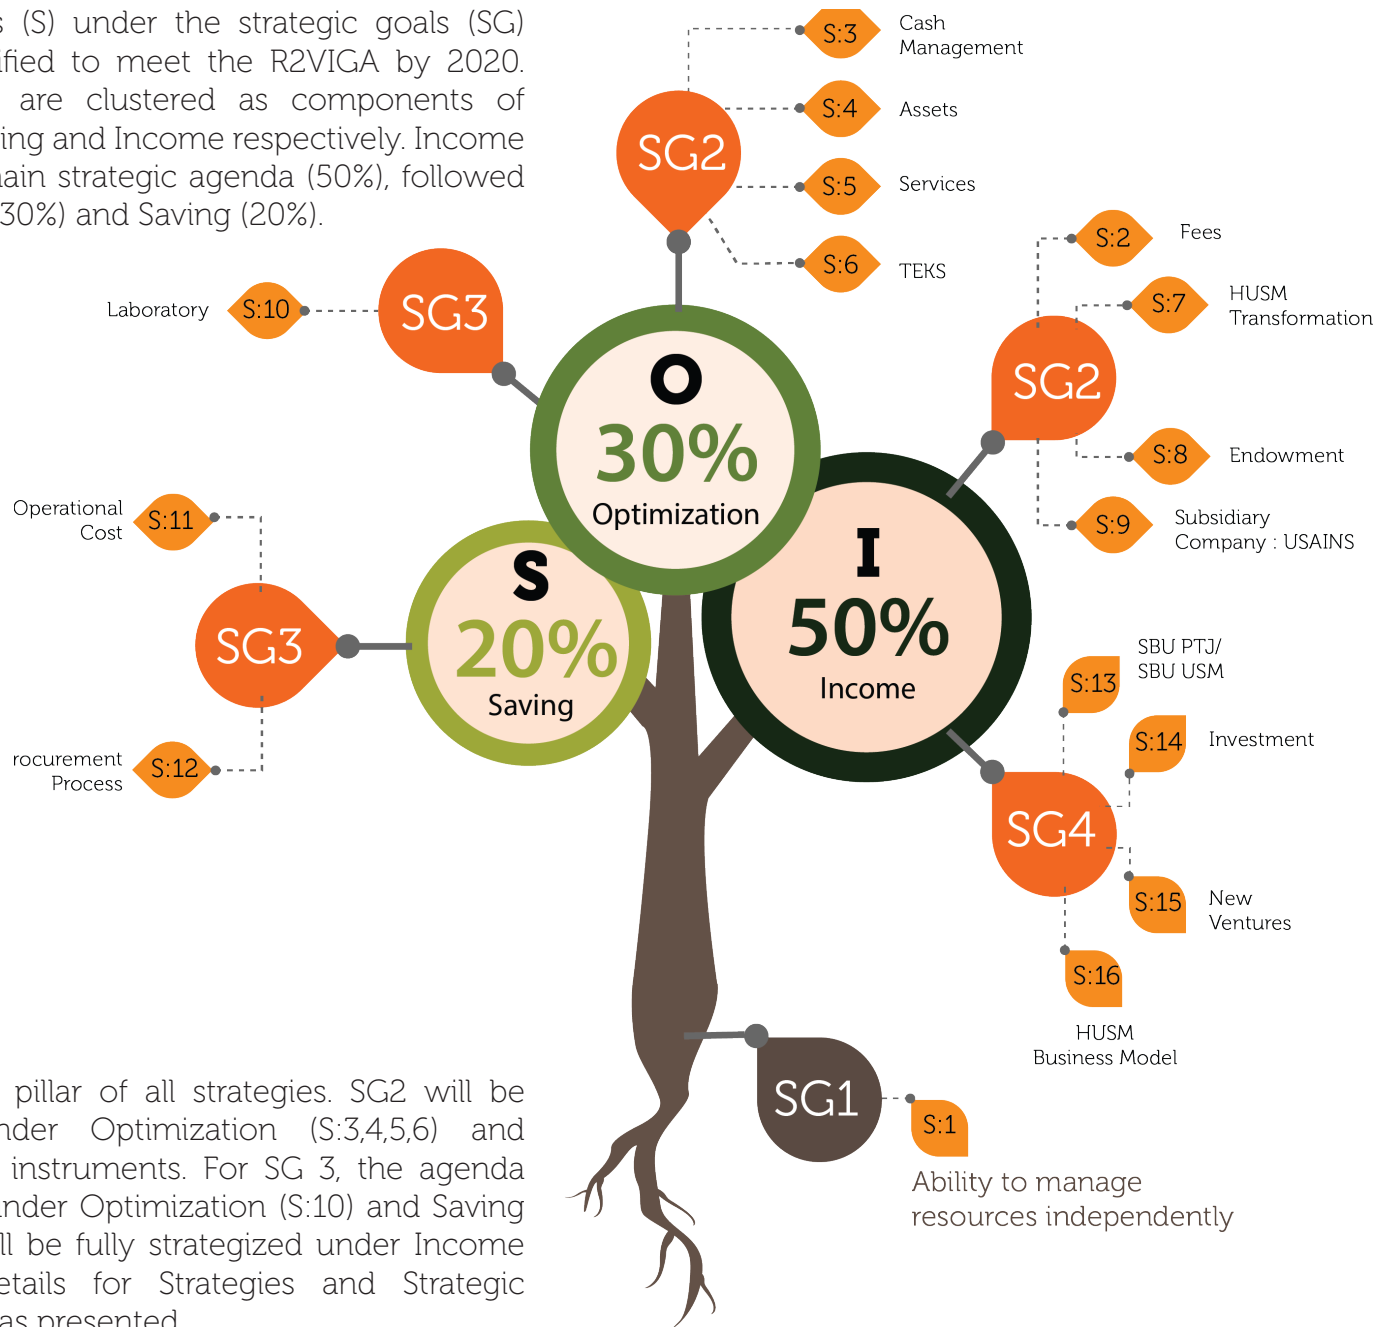 s (S) under the strategic goals (SG)
ified to meet the R2VIGA by 2020.
are clustered as components of
ing and Income respectively. Income
main strategic agenda (50%), followed
30%) and Saving (20%).
S:3
Cash
Management
S:4
Assets
SG2
S:5
Services
S:6
TEKS
S:2
Fees
S:7
HUSM
Transformation
SG2
S:8
Endowment
S:9
Subsidiary
Company : USAINS
Laboratory
S:10
SG3
O
30%
Optimization
Operational
Cost
S:11
SG3
rocurement
Process
S:12
S
20%
Saving
I
50%
Income
SBU PTJ/
SBU USM
S:13
S:14
Investment
SG4
S:15
New
Ventures
S:16
HUSM
Business Model
SG1
S:1
Ability to manage
resources independently
pillar of all strategies. SG2 will be
nder Optimization (S:3,4,5,6) and
instruments. For SG 3, the agenda
under Optimization (S:10) and Saving
ll be fully strategized under Income
etails for Strategies and Strategic
as presented